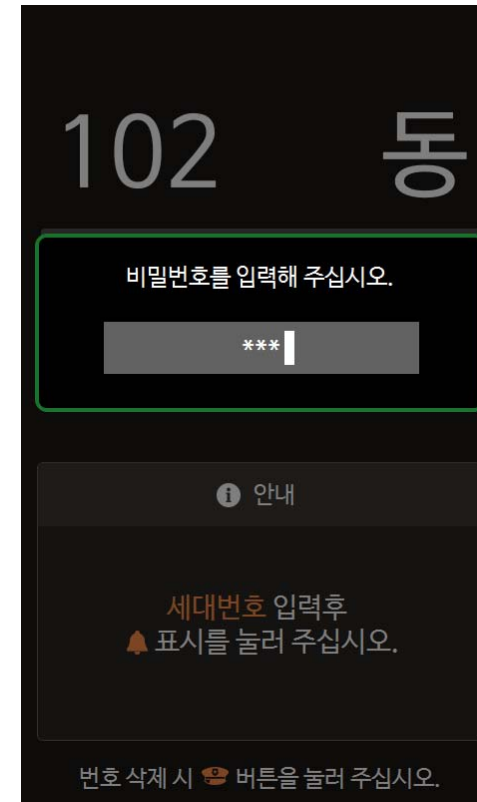 102 동
비밀번호를 입력해 주십시오.
***
안내
세대번호 입력후
표시를 눌러 주십시오.
번호 삭제 시 버튼을 눌러 주십시오.